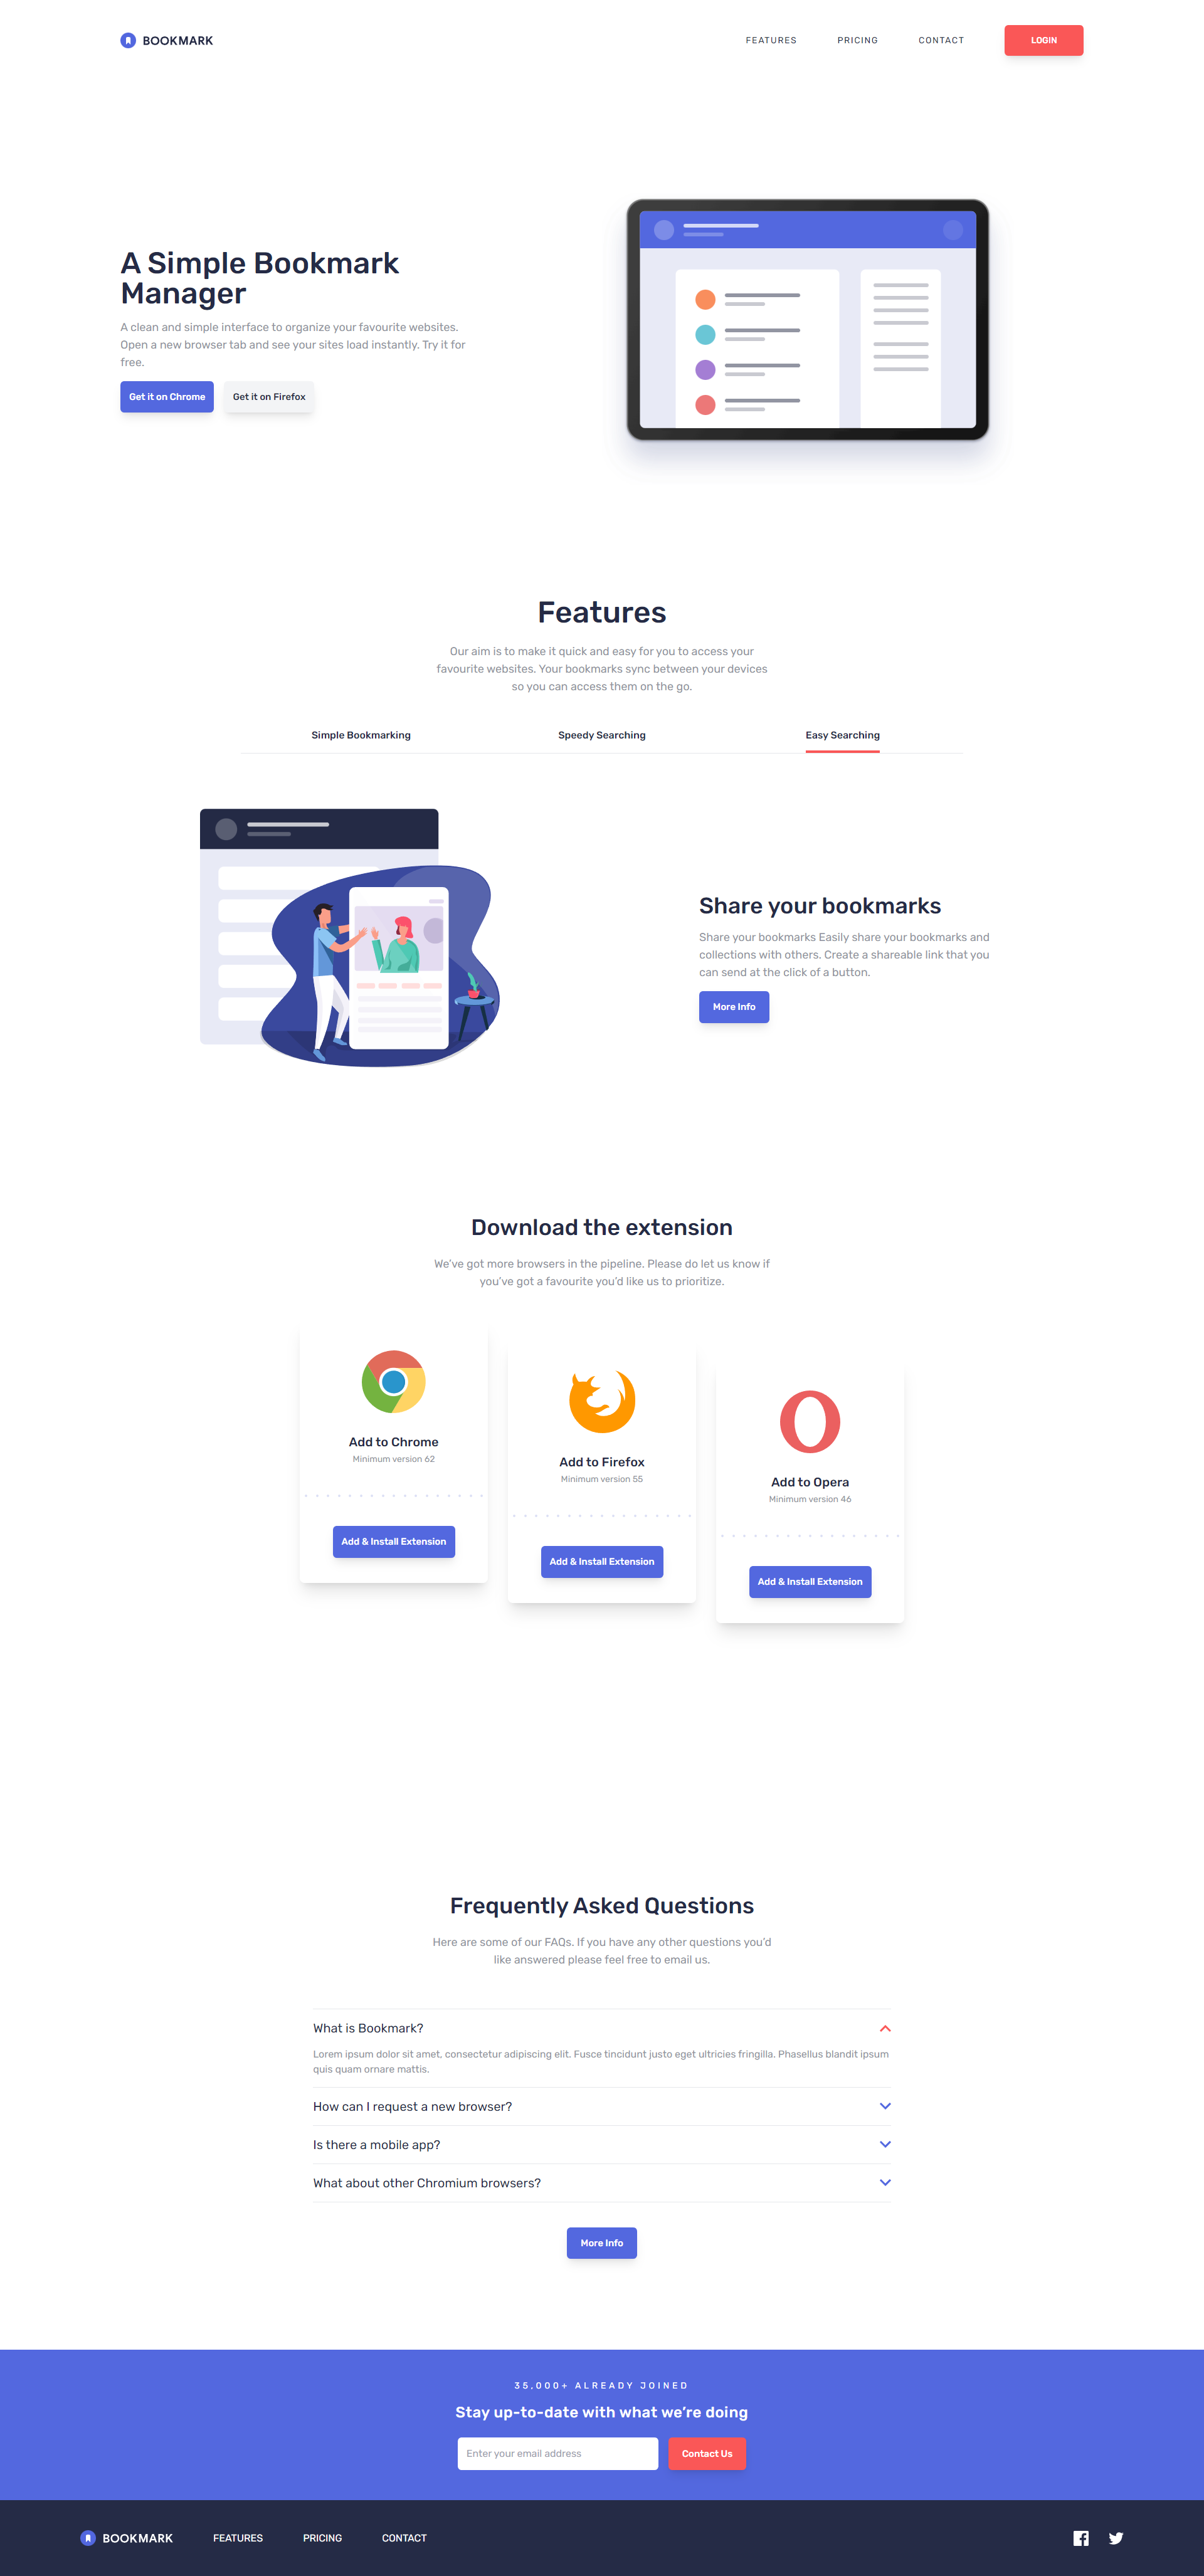 BOOKMARK
FEATURES
PRICING
CONTACT
LOGIN
A Simple Bookmark
Manager
A clean and simple interface to organize your favourite websites.
Open a new browser tab and see your sites load instantly. Try it for
free.
Get it on Chrome
Get it on Firefox
Features
Our aim is to make it quick and easy for you to access your
favourite websites. Your bookmarks sync between your devices
so you can access them on the go.
Simple Bookmarking
Speedy Searching
Easy Searching
Share your bookmarks
Share your bookmarks Easily share your bookmarks and
collections with others. Create a shareable link that you
can send at the click of a button.
More Info
Download the extension
We've got more browsers in the pipeline. Please do let us know if
you've got a favourite you'd like us to prioritize.
Add to Chrome
Minimum version 62
Add & Install Extension
Add to Firefox
Minimum version 55
Add & Install Extension
Add to Opera
Minimum version 46
Add & Install Extension
Frequently Asked Questions
Here are some of our FAQs. If you have any other questions you'd
like answered please feel free to email us.
What is Bookmark?
Lorem ipsum dolor sit amet, consectetur adipiscing elit. Fusce tincidunt justo eget ultricies fringilla. Phasellus blandit ipsum
quis quam ornare mattis.
How can I request a new browser?
Is there a mobile app?
What about other Chromium browsers?
More Info
35,000+ ALREADY JOINED
Stay up-to-date with what we're doing
Enter your email address
Contact Us
BOOKMARK
FEATURES
PRICING
CONTACT